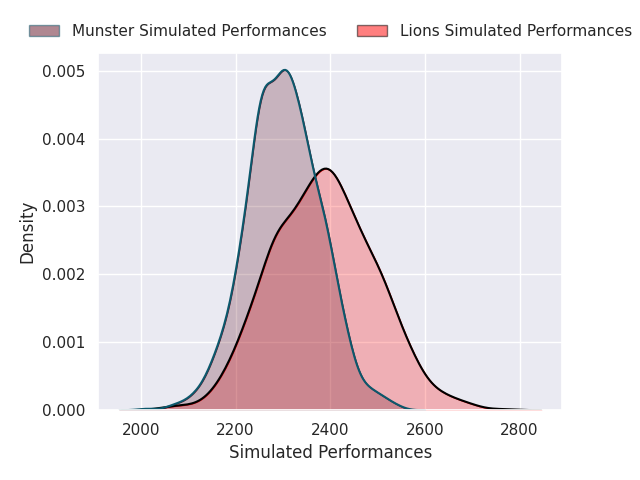 Munster Simulated Performances Lions Simulated Performances
0.005
0.004
0.003
0.002
0.001
0.000
Density
2000 2200 2400 2600 2800
Simulated Performances